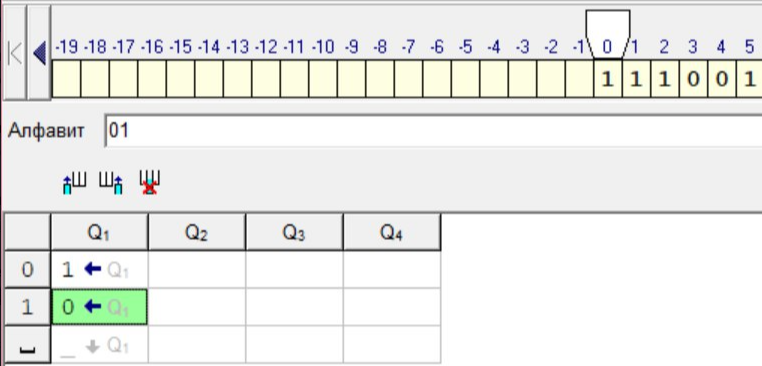 -19 -18 -17 -16 -15 -14 -13 -12 -11 -10 -9 -8 -7 -6 -5 -4 -3 -2 -1 0 1 2 3 4 5
1 1 1 0 0 1
Алфавит 01
Q1 Q2 Q3 Q4
0 1 ← Q1
1 0 ← Q1
_ ↓ Q1